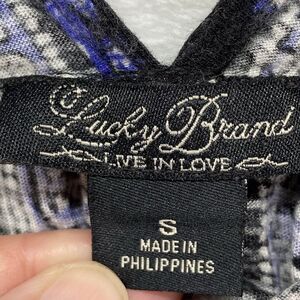 Lucky Brand
LIVE IN LOVE
S
MADE IN
PHILIPPINES